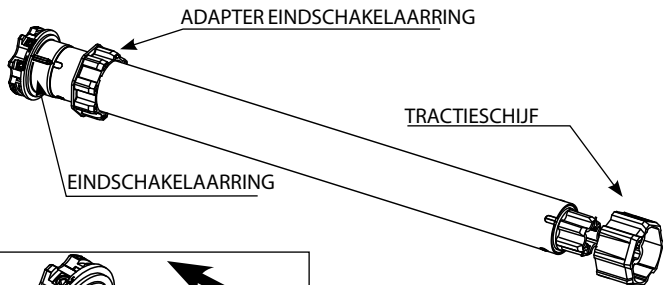 ADAPTER EINDSCHAKELAARRING
TRACTIESCHIJF
EINDSCHAKELAARRING